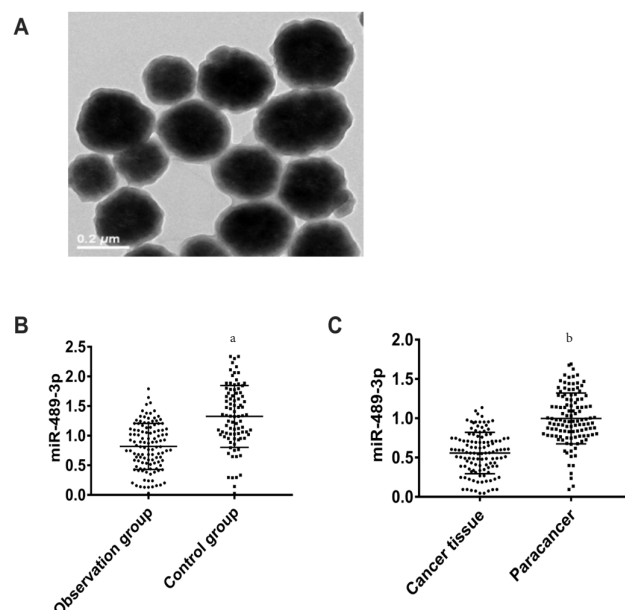 A
0.2 µm
B
a
2.5
2.0
1.5
1.0
0.5
0.0
miR-489-3p
Observation group
Control group
C
b
2.0
1.5
1.0
0.5
0.0
miR-489-3p
Cancer tissue
Paracancer